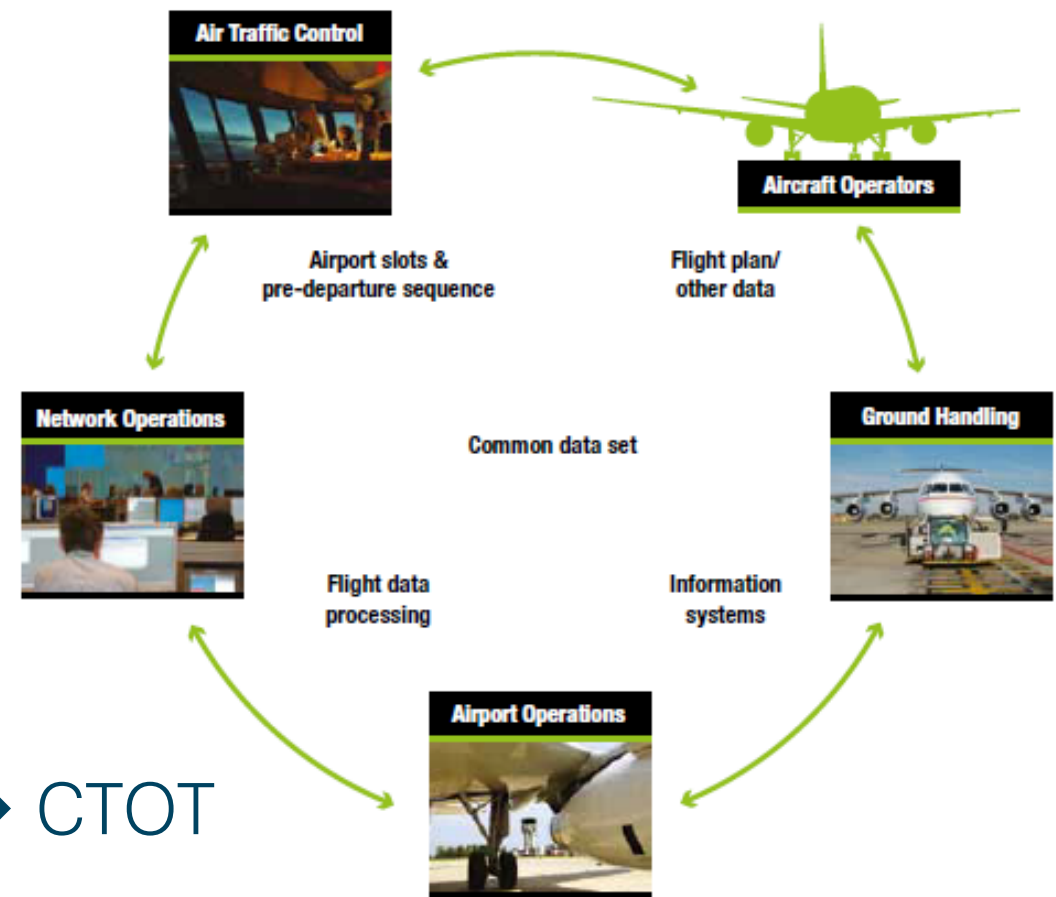 Air Traffic Control
Aircraft Operators
Airport slots &
pre-departure sequence
Flight plan/
other data
Network Operations
Ground Handling
Common data set
Flight data
processing
Information
systems
Airport Operations
CTOT